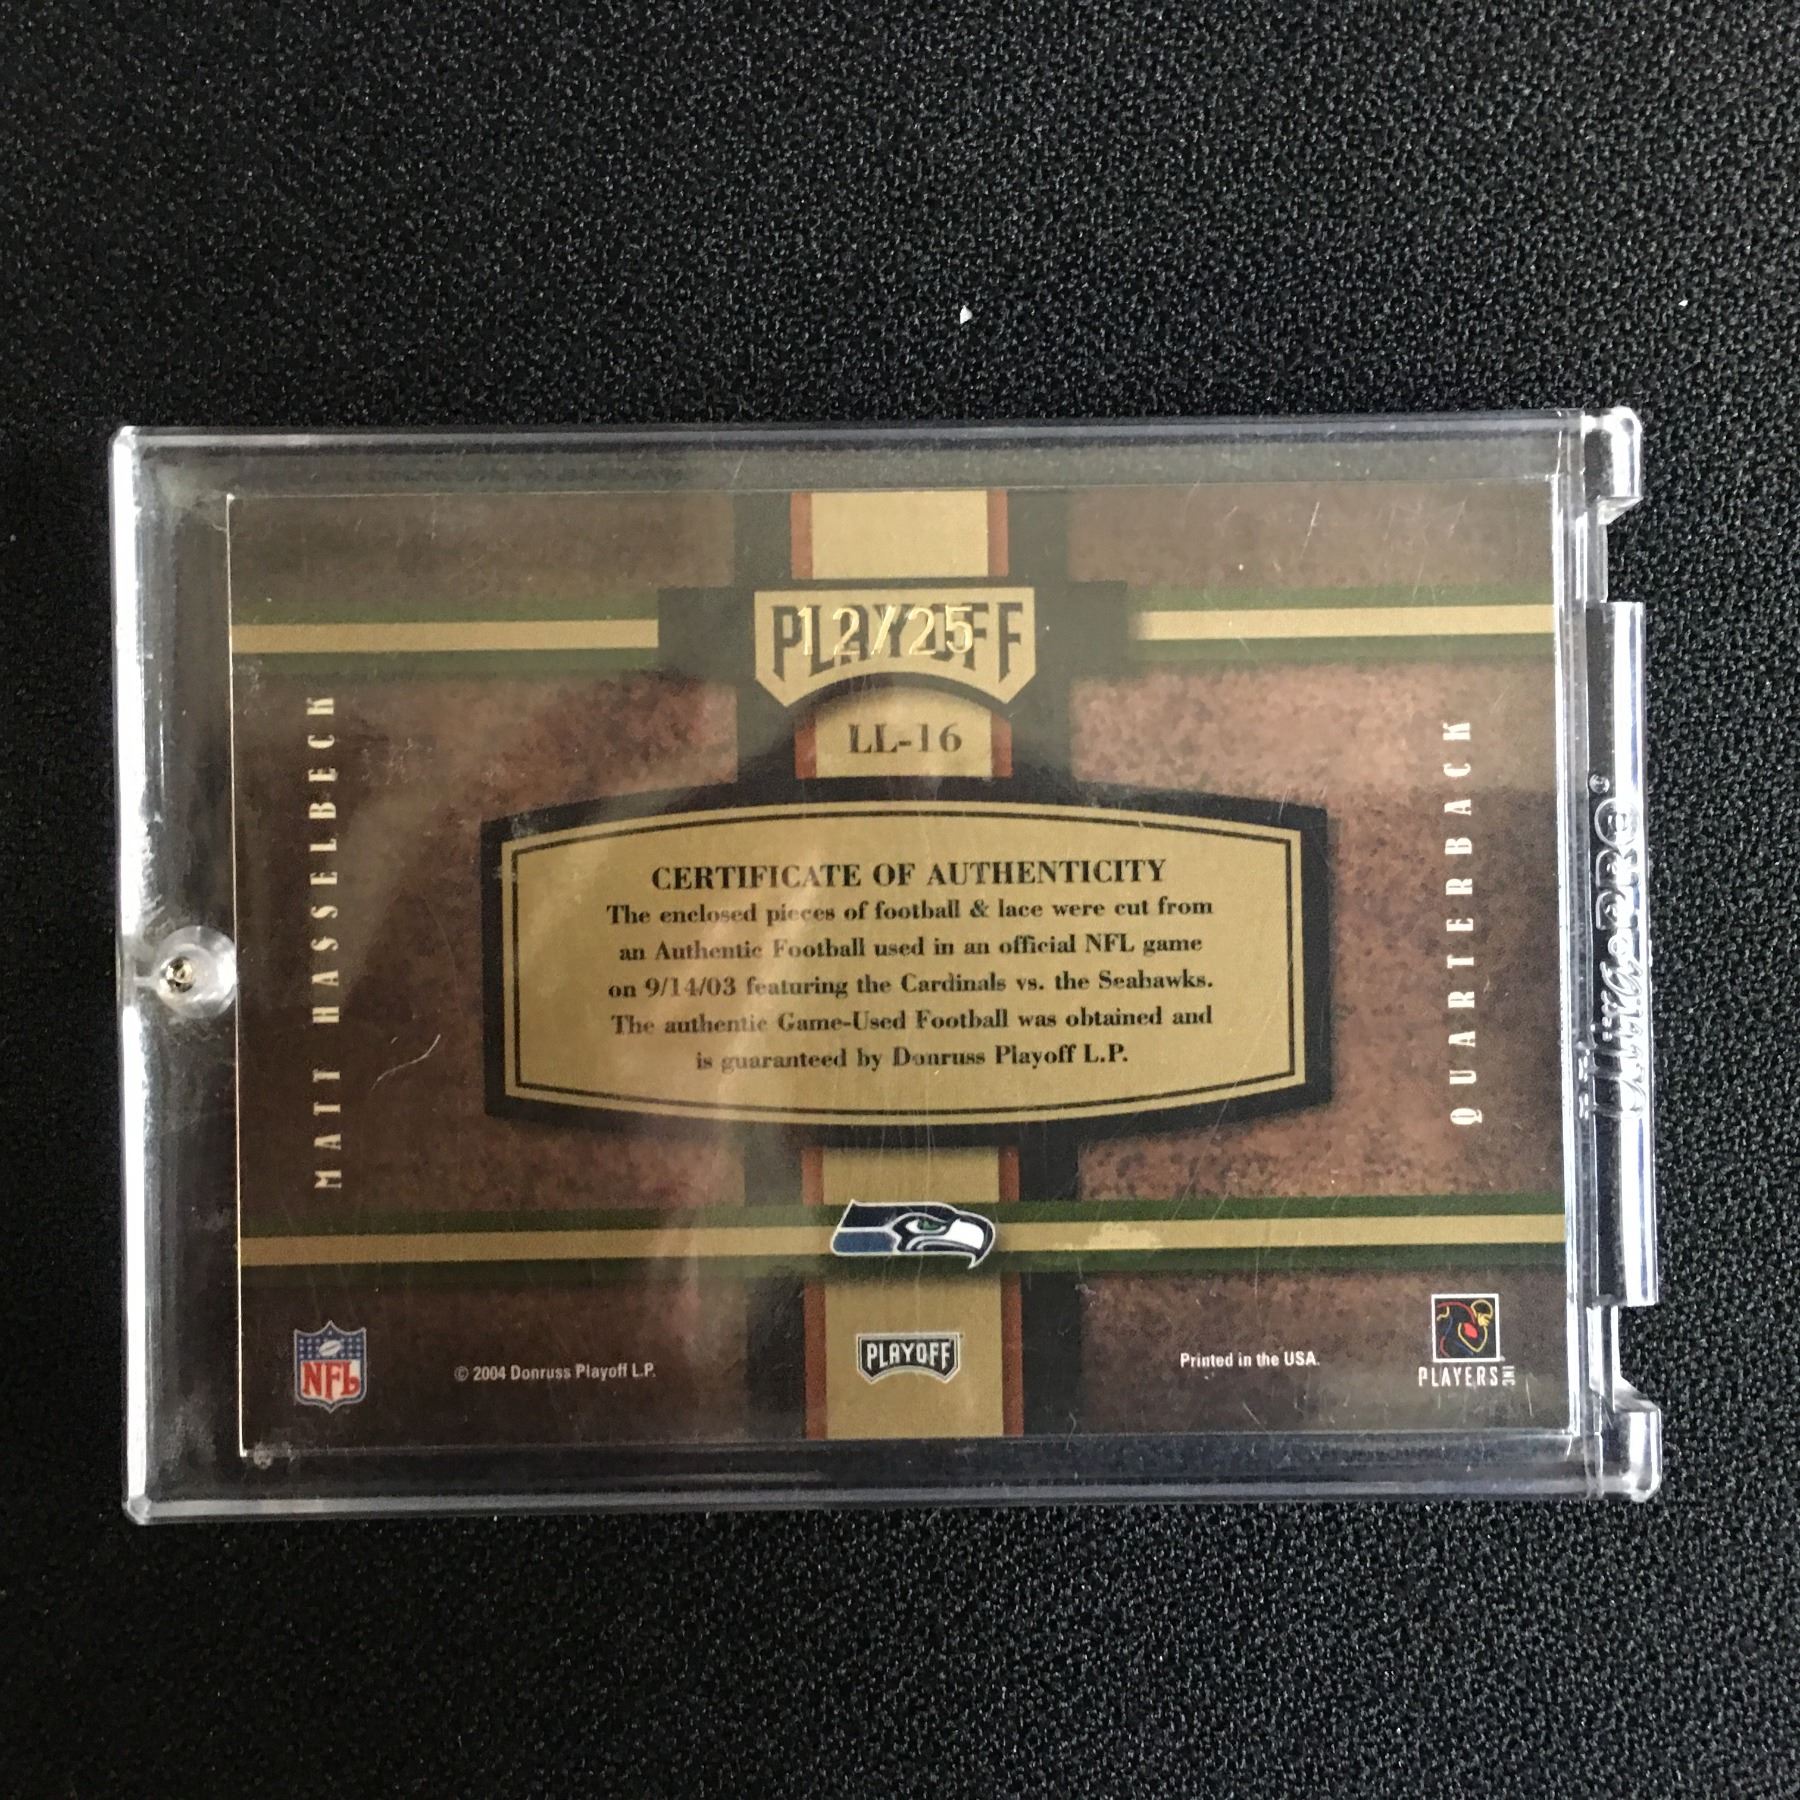 PLAYOFF
12/25
LL-16
MATT HASSELBECK
QUARTERBACK
CERTIFICATE OF AUTHENTICITY
The enclosed pieces of football & lace were cut from
an Authentic Football used in an official NFL game
on 9/14/03 featuring the Cardinals vs. the Seahawks.
The authentic Game-Used Football was obtained and
is guaranteed by Donruss Playoff L.P.
NFL
© 2004 Donruss Playoff L.P.
PLAYOFF
Printed in the USA.
PLAYERS INC